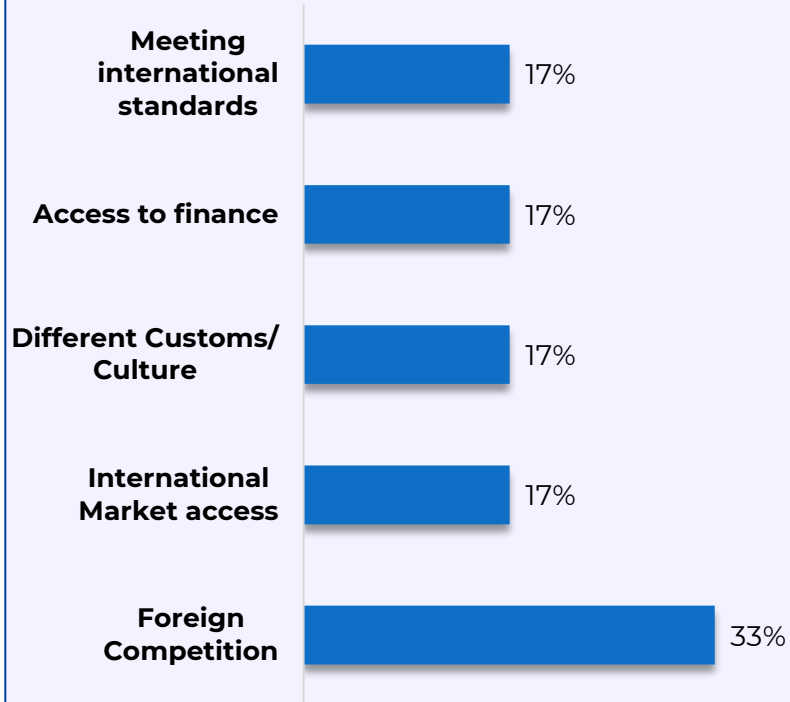 Meeting
international
standards
17%
Access to finance
17%
Different Customs/
Culture
17%
International
Market access
17%
Foreign
Competition
33%